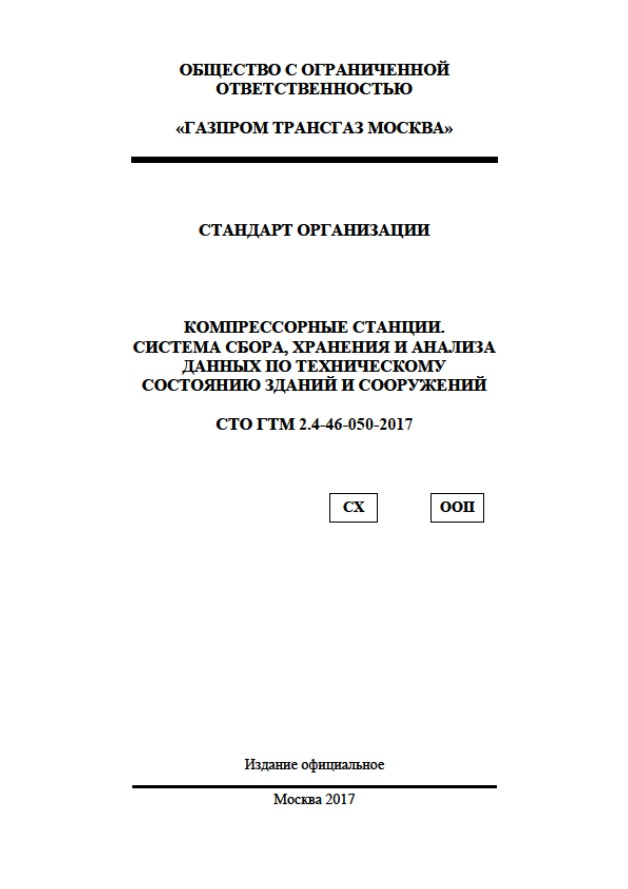 ОБЩЕСТВО С ОГРАНИЧЕННОЙ
ОТВЕТСТВЕННОСТЬЮ
«ГАЗПРОМ ТРАНСГАЗ МОСКВА»
СТАНДАРТ ОРГАНИЗАЦИИ
КОМПРЕССОРНЫЕ СТАНЦИИ.
СИСТЕМА СБОРА, ХРАНЕНИЯ И АНАЛИЗА
ДАННЫХ ПО ТЕХНИЧЕСКОМУ
СОСТОЯНИЮ ЗДАНИЙ И СООРУЖЕНИЙ
СТО ГТМ 2.4-46-050-2017
СХ ООП
Издание официальное
Москва 2017